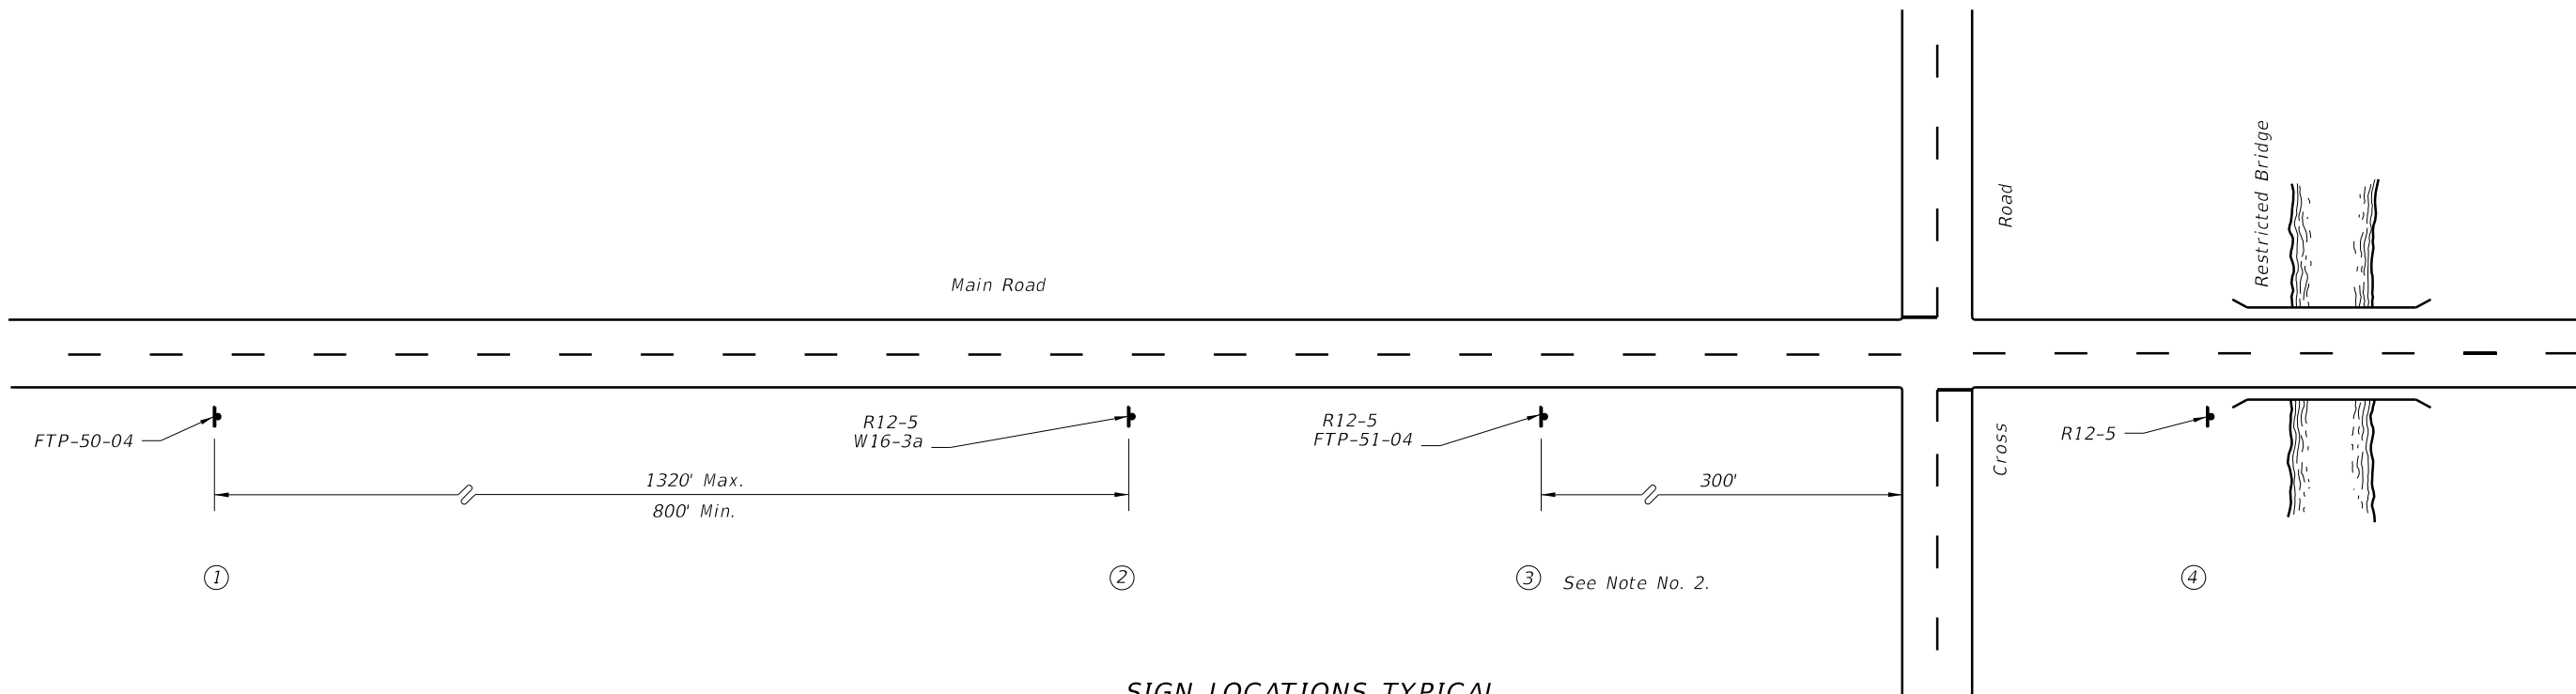 Restricted Bridge
Road
Main Road
FTP-50-04
R12-5
W16-3a
R12-5
FTP-51-04
Cross
R12-5
1320' Max.
800' Min.
300'
1
2
3 See Note No. 2.
4
SIGN LOCATIONS TYPICAL